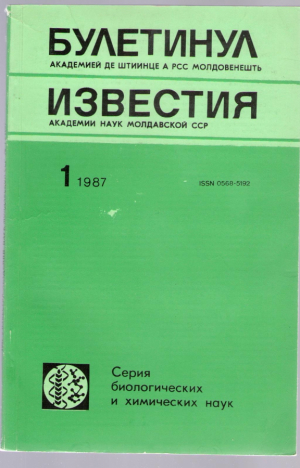 БУЛЕТИНУЛ
АКАДЕМИЕЙ ДЕ ШТИИНЦЕ А РСС МОЛДОВЕНЕШТЬ
ИЗВЕСТИЯ
АКАДЕМИИ НАУК МОЛДАВСКОЙ ССР
1 1987
ISSN 0568-5192
Серия
биологических
и химических наук